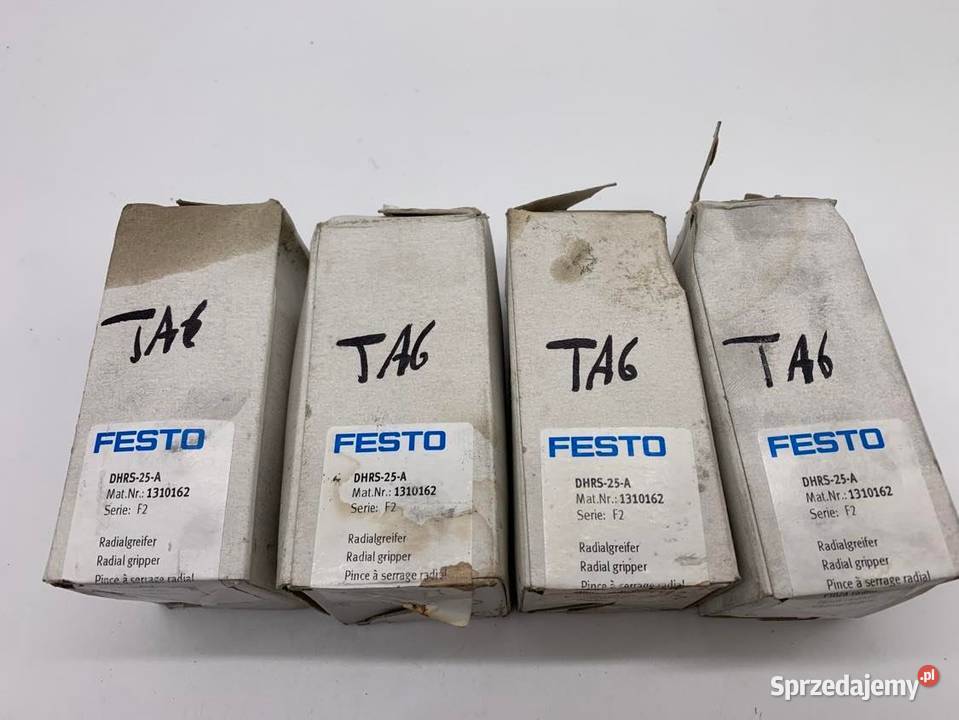 TA6
FESTO
DHRS-25-A
Mat.Nr.: 1310162
Serie: F2
Radialgreifer
Radial gripper
Pince à serrage radial
TA6
FESTO
DHRS-25-A
Mat.Nr.: 1310162
Serie: F2
Radialgreifer
Radial gripper
Pince à serrage radial
TA6
FESTO
DHRS-25-A
Mat.Nr.: 1310162
Serie: F2
Radialgreifer
Radial gripper
Pince à serrage radial
TA6
FESTO
DHRS-25-A
Mat.Nr.: 1310162
Serie: F2
Radialgreifer
Radial gripper
Pince à serrage radial
Sprzedajemy.pl